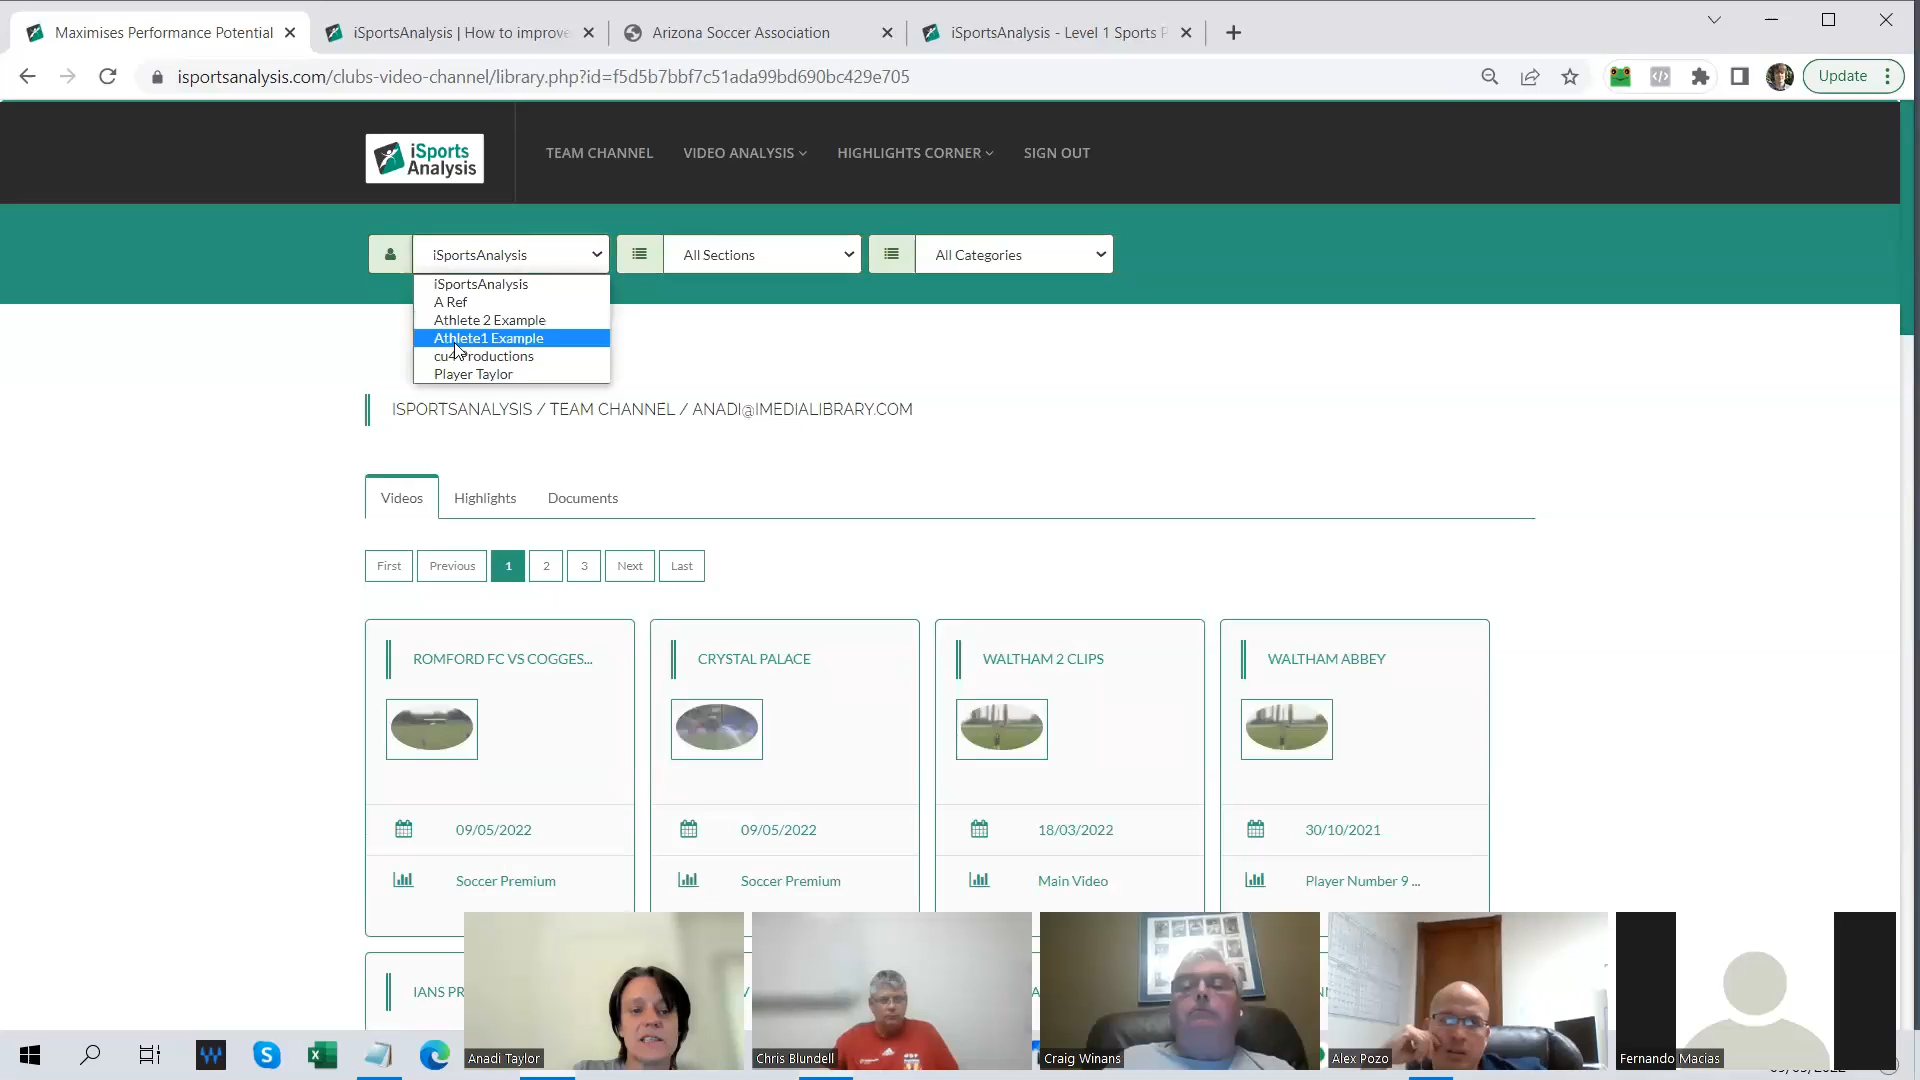 Maximises Performance Potential
iSportsAnalysis | How to improve
Arizona Soccer Association
iSportsAnalysis - Level 1 Sports P
isportsanalysis.com/clubs-video-channel/library.php?id=f5d5b7bbf7c51ada99bd690bc429e705
Update
iSports
Analysis
TEAM CHANNEL
VIDEO ANALYSIS
HIGHLIGHTS CORNER
SIGN OUT
iSportsAnalysis
All Sections
All Categories
iSportsAnalysis
A Ref
Athlete 2 Example
Athlete1 Example
cu4Productions
Player Taylor
ISPORTSANALYSIS / TEAM CHANNEL / ANADI@IMEDIALIBRARY.COM
Videos
Highlights
Documents
First
Previous
1
2
3
Next
Last
ROMFORD FC VS COGGES...
CRYSTAL PALACE
WALTHAM 2 CLIPS
WALTHAM ABBEY
09/05/2022
09/05/2022
18/03/2022
30/10/2021
Soccer Premium
Soccer Premium
Main Video
Player Number 9 ...
IANS PR
Anadi Taylor
Chris Blundell
Craig Winans
Alex Pozo
Fernando Macias